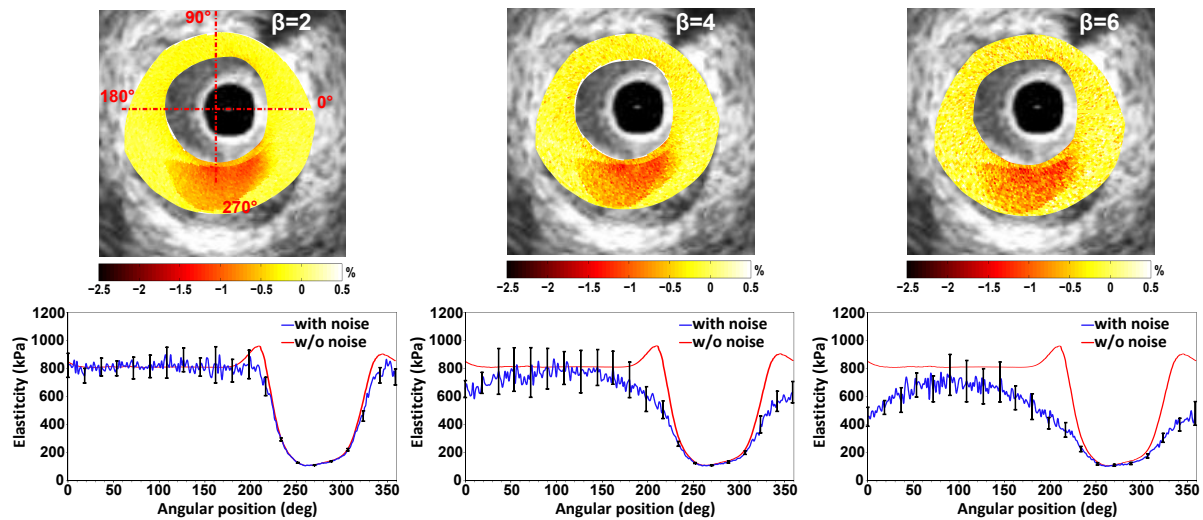 90° β=2
180° 0°
270°
%
−2.5 −2 −1.5 −1 −0.5 0 0.5
β=4
%
−2.5 −2 −1.5 −1 −0.5 0 0.5
β=6
%
−2.5 −2 −1.5 −1 −0.5 0 0.5
Elastitcity (kPa)
1200
1000
800
600
400
200
0
with noise
w/o noise
0 50 100 150 200 250 300 350
Angular position (deg)
Elastitcity (kPa)
1200
1000
800
600
400
200
0
with noise
w/o noise
0 50 100 150 200 250 300 350
Angular position (deg)
Elastitcity (kPa)
1200
1000
800
600
400
200
0
with noise
w/o noise
0 50 100 150 200 250 300 350
Angular position (deg)